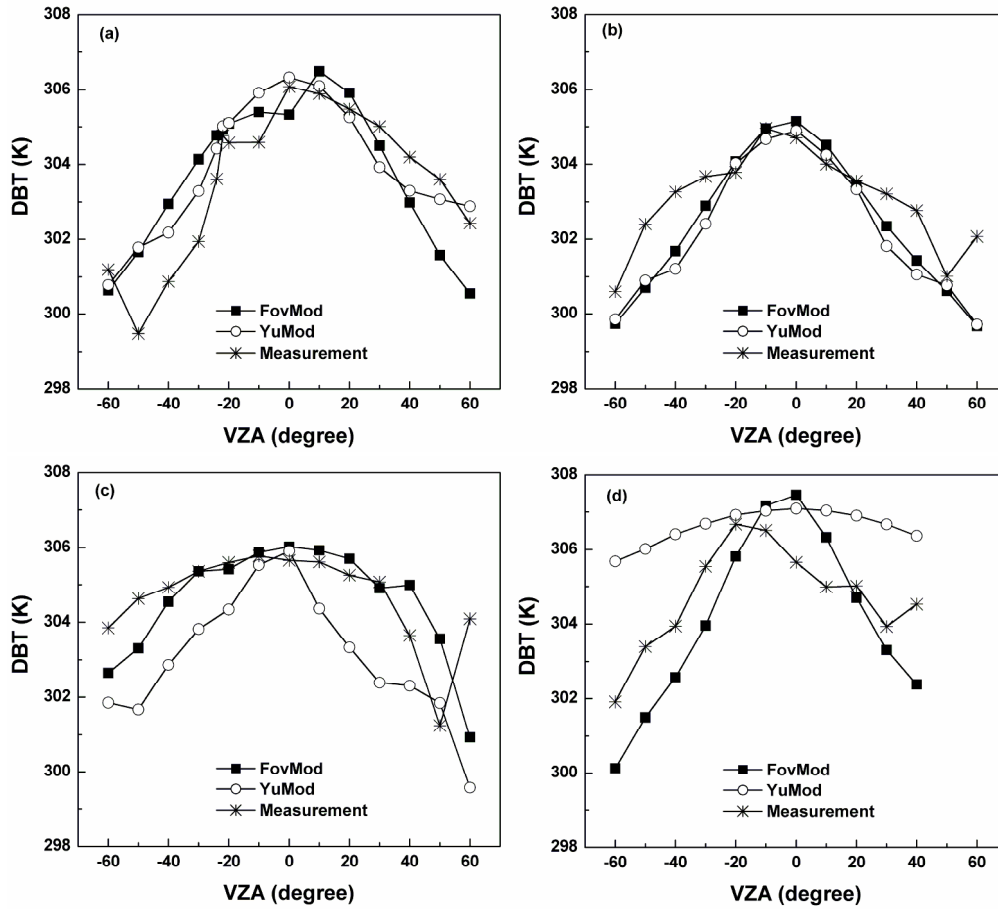 308
306
304
302
300
298
DBT (K)
(a)
FovMod
YuMod
Measurement
-60 -40 -20 0 20 40 60
VZA (degree)
308
306
304
302
300
298
DBT (K)
(b)
FovMod
YuMod
Measurement
-60 -40 -20 0 20 40 60
VZA (degree)
308
306
304
302
300
298
DBT (K)
(c)
FovMod
YuMod
Measurement
-60 -40 -20 0 20 40 60
VZA (degree)
308
306
304
302
300
298
DBT (K)
(d)
FovMod
YuMod
Measurement
-60 -40 -20 0 20 40 60
VZA (degree)